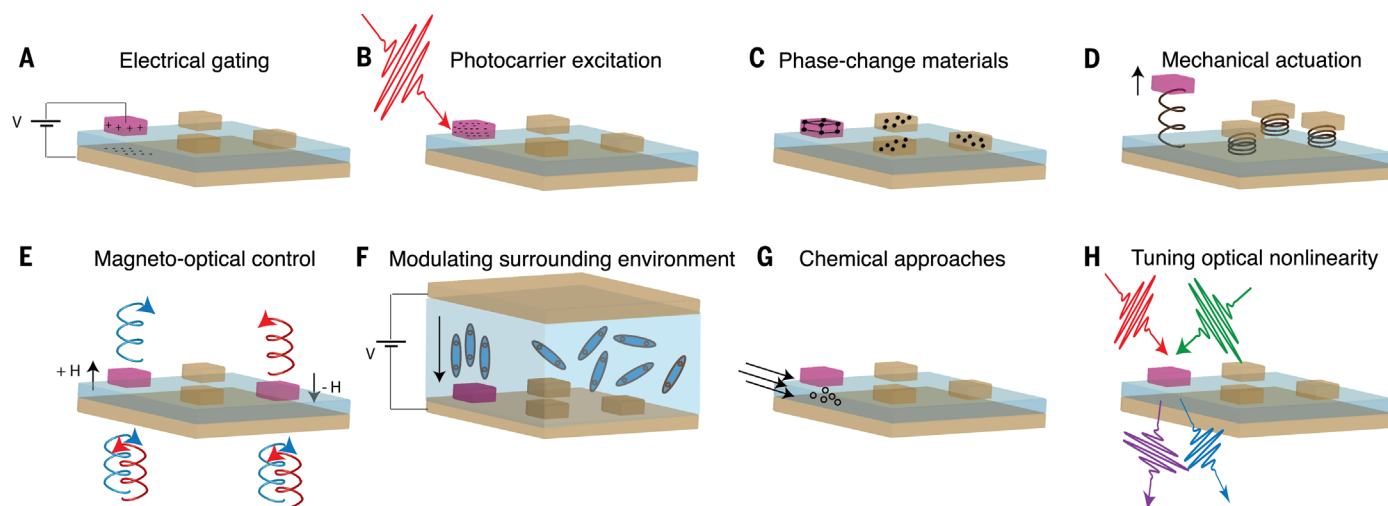 A Electrical gating
B Photocarrier excitation
C Phase-change materials
D Mechanical actuation
V
+ + + +
E Magneto-optical control
F Modulating surrounding environment
G Chemical approaches
H Tuning optical nonlinearity
+ H
- H
V